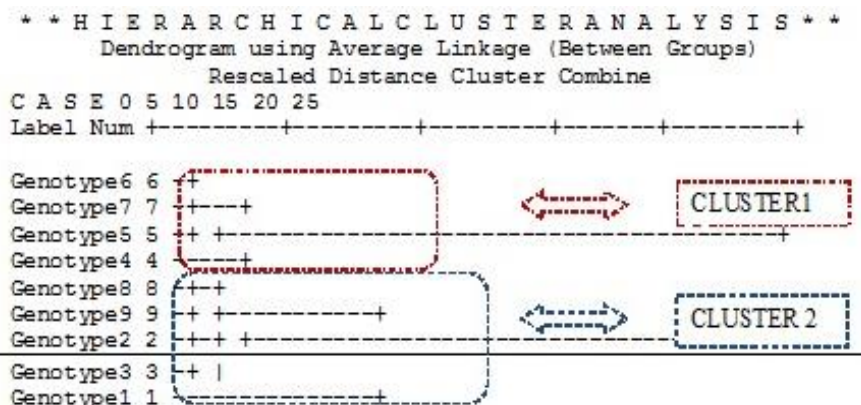 * * H I E R A R C H I C A L C L U S T E R A N A L Y S I S * *
Dendrogram using Average Linkage (Between Groups)
Rescaled Distance Cluster Combine
C A S E 0 5 10 15 20 25
Label Num +---------+---------+---------+-------+---------+
Genotype6 6 -+
Genotype7 7 -+---+
Genotype5 5 -+ +-----------------------------------------+
Genotype4 4 -----+
Genotype8 8 -+-+
Genotype9 9 -+ +-----------+
Genotype2 2 -+-+ +--------------------------------
Genotype3 3 -+ |
Genotype1 1 ---------------+
CLUSTER1
CLUSTER 2